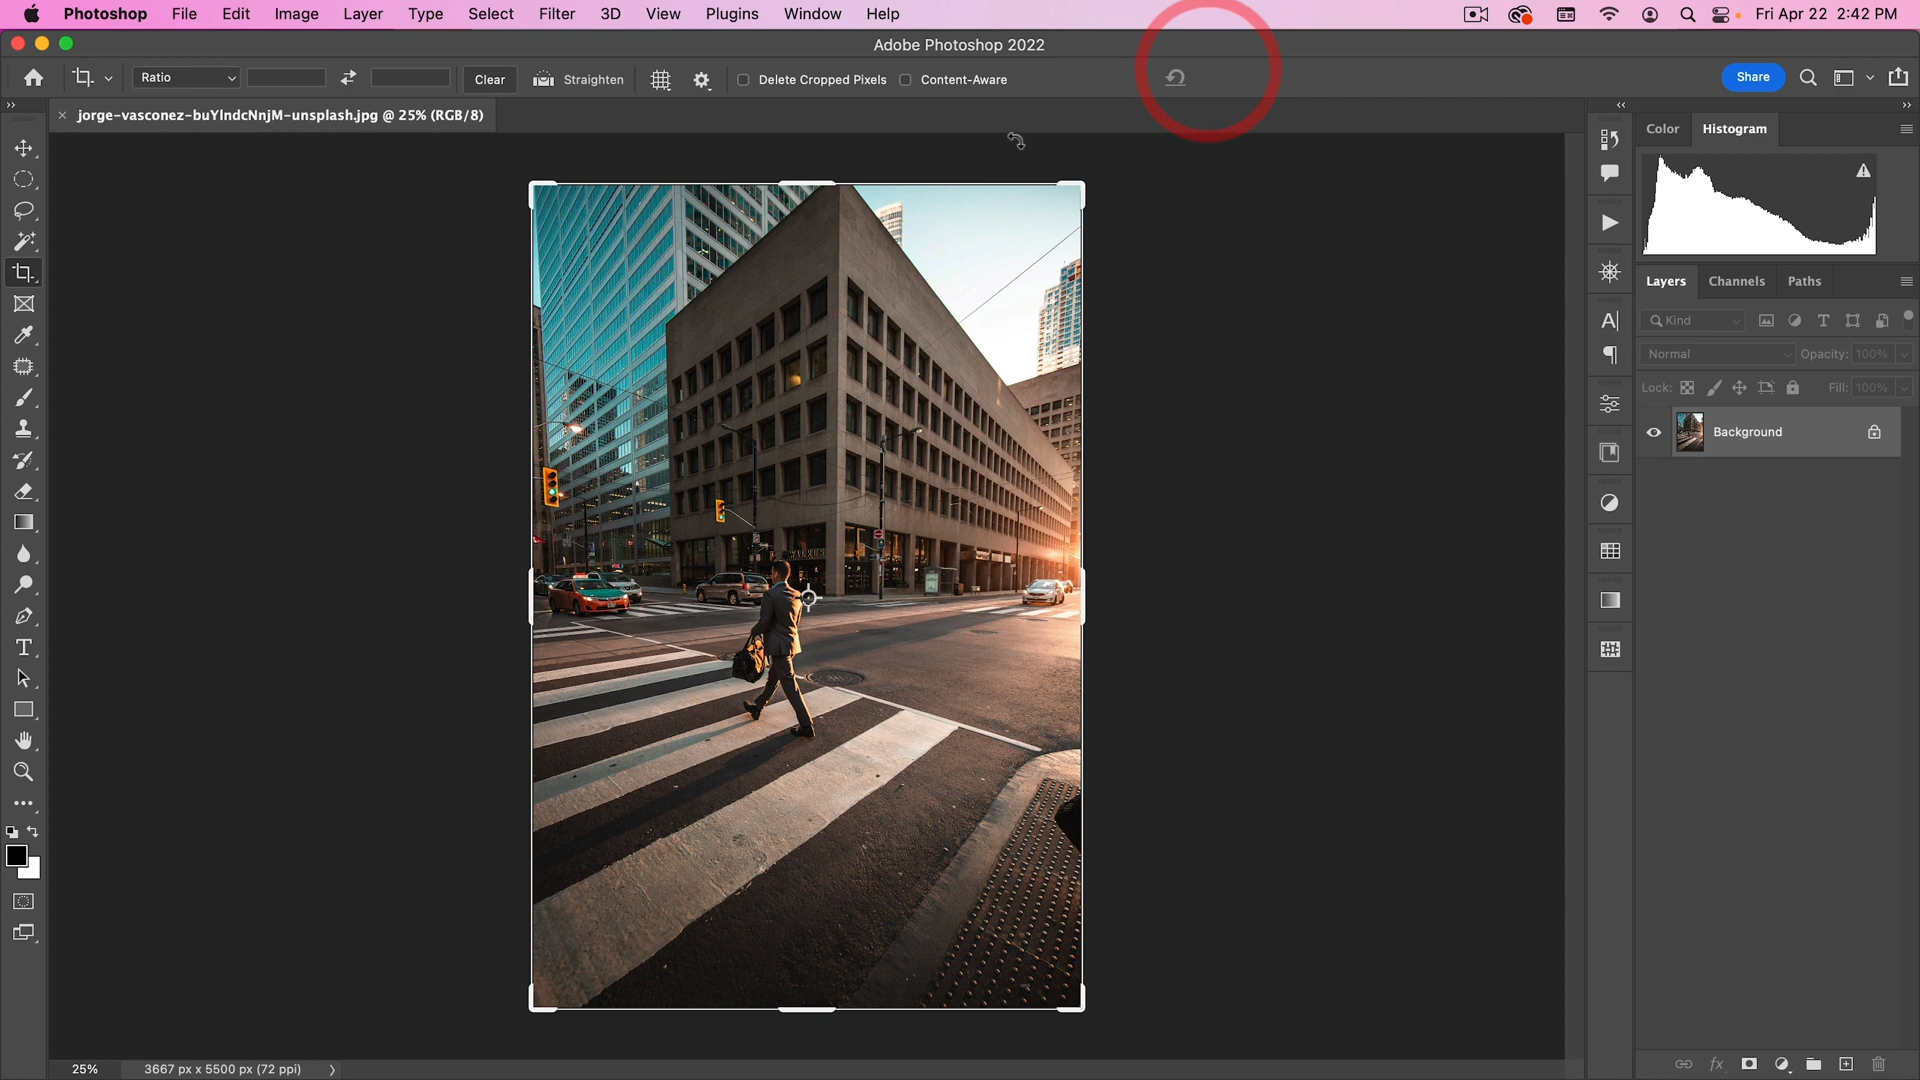 Photoshop File Edit Image Layer Type Select Filter 3D View Plugins Window Help Fri Apr 22 2:42 PM
Adobe Photoshop 2022
Ratio Clear Straighten Delete Cropped Pixels Content-Aware Share
jorge-vasconez-buYlndcNnjM-unsplash.jpg @ 25% (RGB/8)
Color Histogram
Layers Channels Paths
Kind
Normal Opacity: 100%
Lock: Fill: 100%
Background
25% 3667 px x 5500 px (72 ppi)